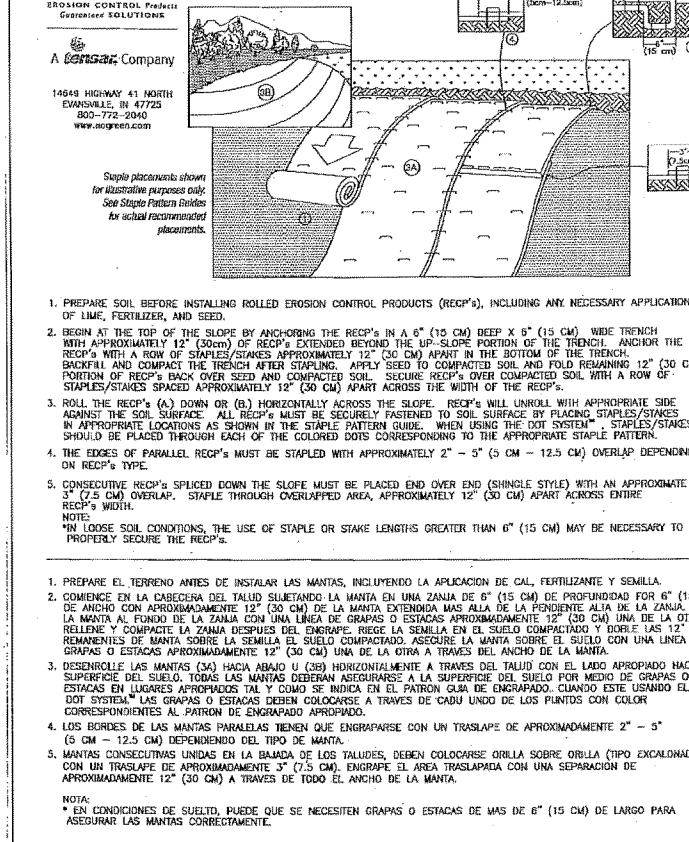 EROSION CONTROL Products
Guaranteed SOLUTIONS
A tensar Company
14649 HIGHWAY 41 NORTH
EVANSVILLE, IN 47725
800-772-2040
www.nagreen.com
Staple placements shown
for illustrative purposes only.
See Staple Pattern Guides
for actual recommended
placements.
3B
3A
1
4
(5cm-12.5cm)
6"
(15 cm)
3"
1. PREPARE SOIL BEFORE INSTALLING ROLLED EROSION CONTROL PRODUCTS (RECP's), INCLUDING ANY NECESSARY APPLICATION
OF LIME, FERTILIZER, AND SEED.
2. BEGIN AT THE TOP OF THE SLOPE BY ANCHORING THE RECP's IN A 6" (15 CM) DEEP X 6" (15 CM) WIDE TRENCH
WITH APPROXIMATELY 12" (30cm) OF RECP's EXTENDED BEYOND THE UP-SLOPE PORTION OF THE TRENCH. ANCHOR THE
RECP's WITH A ROW OF STAPLES/STAKES APPROXIMATELY 12" (30 CM) APART IN THE BOTTOM OF THE TRENCH.
BACKFILL AND COMPACT THE TRENCH AFTER STAPLING. APPLY SEED TO COMPACTED SOIL AND FOLD REMAINING 12" (30 C
PORTION OF RECP's BACK OVER SEED AND COMPACTED SOIL. SECURE RECP's OVER COMPACTED SOIL WITH A ROW OF
STAPLES/STAKES SPACED APPROXIMATELY 12" (30 CM) APART ACROSS THE WIDTH OF THE RECP's.
3. ROLL THE RECP's (A.) DOWN OR (B.) HORIZONTALLY ACROSS THE SLOPE. RECP's WILL UNROLL WITH APPROPRIATE SIDE
AGAINST THE SOIL SURFACE. ALL RECP's MUST BE SECURELY FASTENED TO SOIL SURFACE BY PLACING STAPLES/STAKES
IN APPROPRIATE LOCATIONS AS SHOWN IN THE STAPLE PATTERN GUIDE. WHEN USING THE DOT SYSTEM™, STAPLES/STAKES
SHOULD BE PLACED THROUGH EACH OF THE COLORED DOTS CORRESPONDING TO THE APPROPRIATE STAPLE PATTERN.
4. THE EDGES OF PARALLEL RECP's MUST BE STAPLED WITH APPROXIMATELY 2" - 5" (5 CM - 12.5 CM) OVERLAP DEPENDING
ON RECP's TYPE.
5. CONSECUTIVE RECP's SPLICED DOWN THE SLOPE MUST BE PLACED END OVER END (SHINGLE STYLE) WITH AN APPROXIMATE
3" (7.5 CM) OVERLAP. STAPLE THROUGH OVERLAPPED AREA, APPROXIMATELY 12" (30 CM) APART ACROSS ENTIRE
RECP's WIDTH.
NOTE:
*IN LOOSE SOIL CONDITIONS, THE USE OF STAPLE OR STAKE LENGTHS GREATER THAN 6" (15 CM) MAY BE NECESSARY TO
PROPERLY SECURE THE RECP's.
1. PREPARE EL TERRENO ANTES DE INSTALAR LAS MANTAS, INCLUYENDO LA APLICACION DE CAL, FERTILIZANTE Y SEMILLA.
2. COMIENCE EN LA CABECERA DEL TALUD SUJETANDO LA MANTA EN UNA ZANJA DE 6" (15 CM) DE PROFUNDIDAD FOR 6" (1
DE ANCHO CON APROXIMADAMENTE 12" (30 CM) DE LA MANTA EXTENDIDA MAS ALLA DE LA PENDIENTE ALTA DE LA ZANJA.
LA MANTA AL FONDO DE LA ZANJA CON UNA LINEA DE GRAPAS O ESTACAS APROXIMADAMENTE 12" (30 CM) UNA DE LA OT
RELLENE Y COMPACTE LA ZANJA DESPUES DEL ENGRAPE. RIEGE LA SEMILLA EN EL SUELO COMPACTADO Y DOBLE LAS 12"
REMANENTES DE MANTA SOBRE LA SEMILLA EL SUELO COMPACTADO. ASEGURE LA MANTA SOBRE EL SUELO CON UNA LINEA
GRAPAS O ESTACAS APROXIMADAMENTE 12" (30 CM) UNA DE LA OTRA A TRAVES DEL ANCHO DE LA MANTA.
3. DESENROLLE LAS MANTAS (3A) HACIA ABAJO U (3B) HORIZONTALMENTE A TRAVES DEL TALUD CON EL LADO APROPIADO HAC
SUPERFICIE DEL SUELO. TODAS LAS MANTAS DEBERAN ASEGURARSE A LA SUPERFICIE DEL SUELO POR MEDIO DE GRAPAS O
ESTACAS EN LUGARES APROPIADOS TAL Y COMO SE INDICA EN EL PATRON GUIA DE ENGRAPADO. CUANDO ESTE USANDO EL
DOT SYSTEM,™ LAS GRAPAS O ESTACAS DEBEN COLOCARSE A TRAVES DE CADU UNDO DE LOS PUNTOS CON COLOR
CORRESPONDIENTES AL PATRON DE ENGRAPADO APROPIADO.
4. LOS BORDES DE LAS MANTAS PARALELAS TIENEN QUE ENGRAPARSE CON UN TRASLAPE DE APROXIMADAMENTE 2" - 5"
(5 CM - 12.5 CM) DEPENDIENDO DEL TIPO DE MANTA.
5. MANTAS CONSECUTIVAS UNIDAS EN LA BAJADA DE LOS TALUDES, DEBEN COLOCARSE ORILLA SOBRE ORILLA (TIPO EXCALONAD
CON UN TRASLAPE DE APROXIMADAMENTE 3" (7.5 CM). ENGRAPE EL AREA TRASLAPADA CON UNA SEPARACION DE
APROXIMADAMENTE 12" (30 CM) A TRAVES DE TODO EL ANCHO DE LA MANTA.
NOTA:
* EN CONDICIONES DE SUELTO, PUEDE QUE SE NECESITEN GRAPAS O ESTACAS DE MAS DE 6" (15 CM) DE LARGO PARA
ASEGURAR LAS MANTAS CORRECTAMENTE.